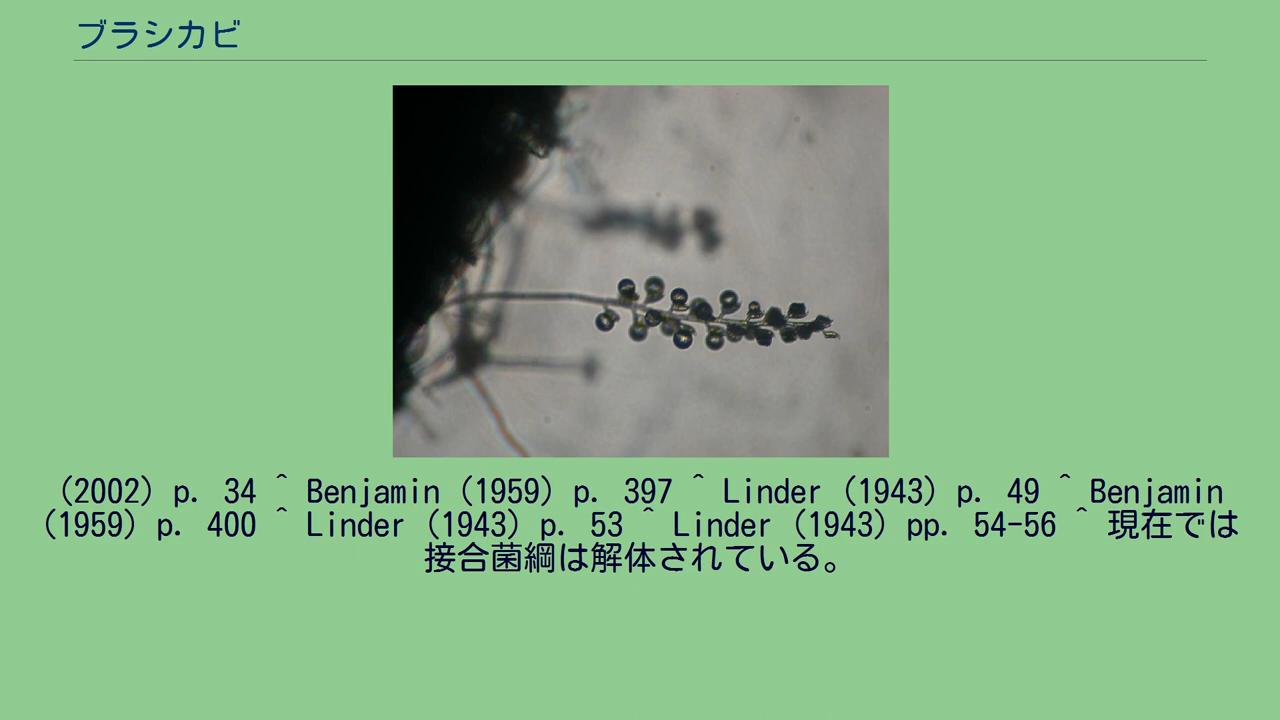 ブラシカビ
(2002) p. 34 ^ Benjamin (1959) p. 397 ^ Linder (1943) p. 49 ^ Benjamin
(1959) p. 400 ^ Linder (1943) p. 53 ^ Linder (1943) pp. 54-56 ^ 現在では
接合菌綱は解体されている。